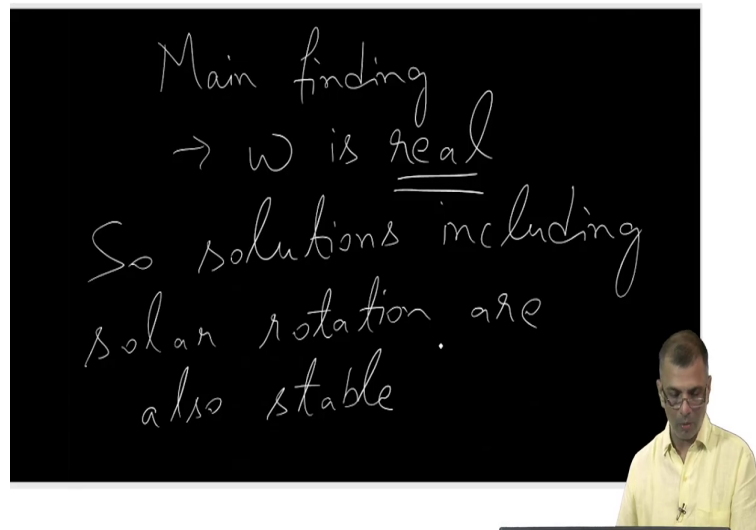 Main finding
→ ω is real
So solutions including
solar rotation are
also stable